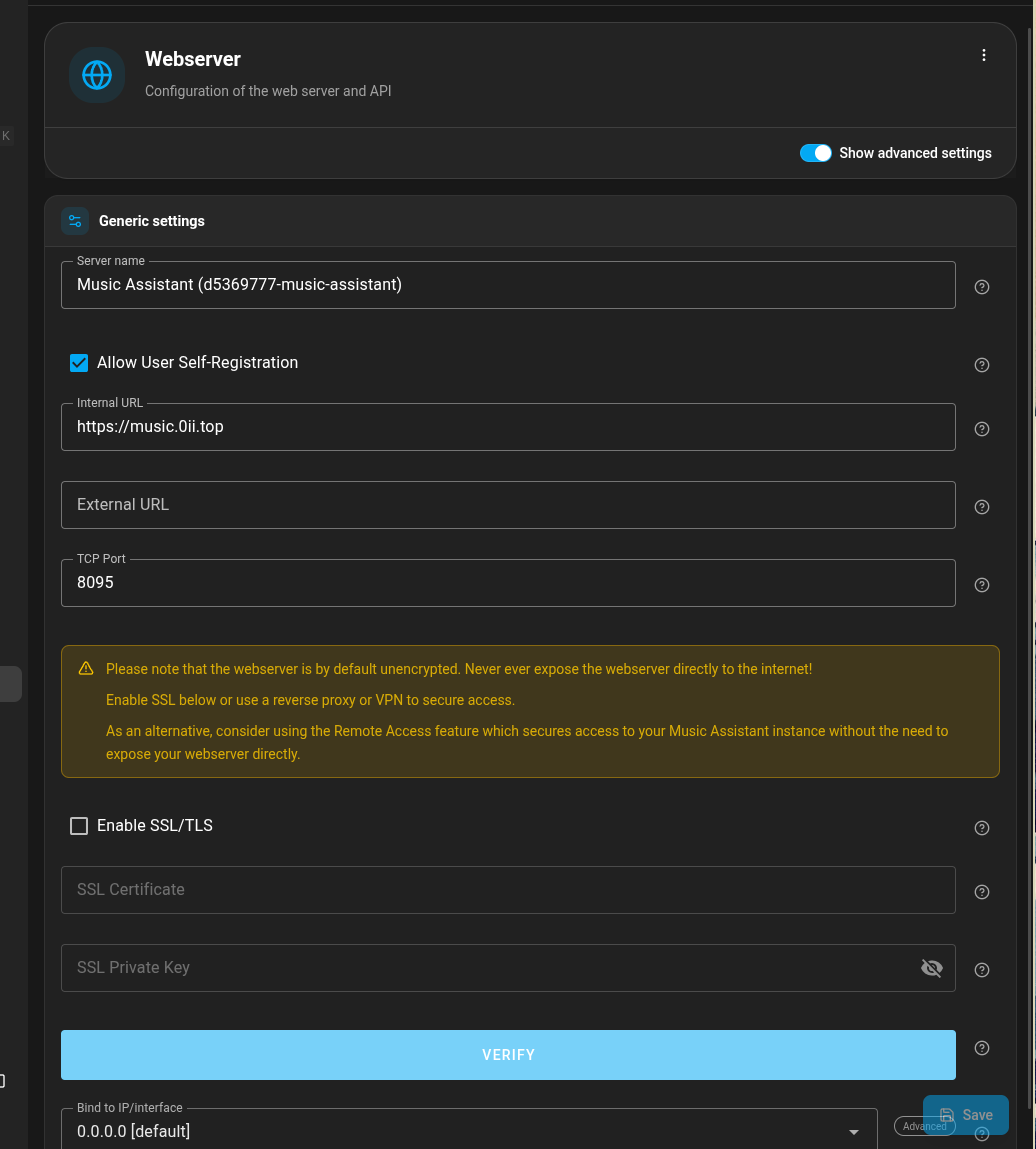 Webserver
Configuration of the web server and API
K
Show advanced settings
Generic settings
Server name
Music Assistant (d5369777-music-assistant)
Allow User Self-Registration
Internal URL
https://music.0ii.top
External URL
TCP Port
8095
Please note that the webserver is by default unencrypted. Never ever expose the webserver directly to the internet!
Enable SSL below or use a reverse proxy or VPN to secure access.
As an alternative, consider using the Remote Access feature which secures access to your Music Assistant instance without the need to
expose your webserver directly.
Enable SSL/TLS
SSL Certificate
SSL Private Key
VERIFY
Bind to IP/interface
0.0.0.0 [default]
Advanced
Save